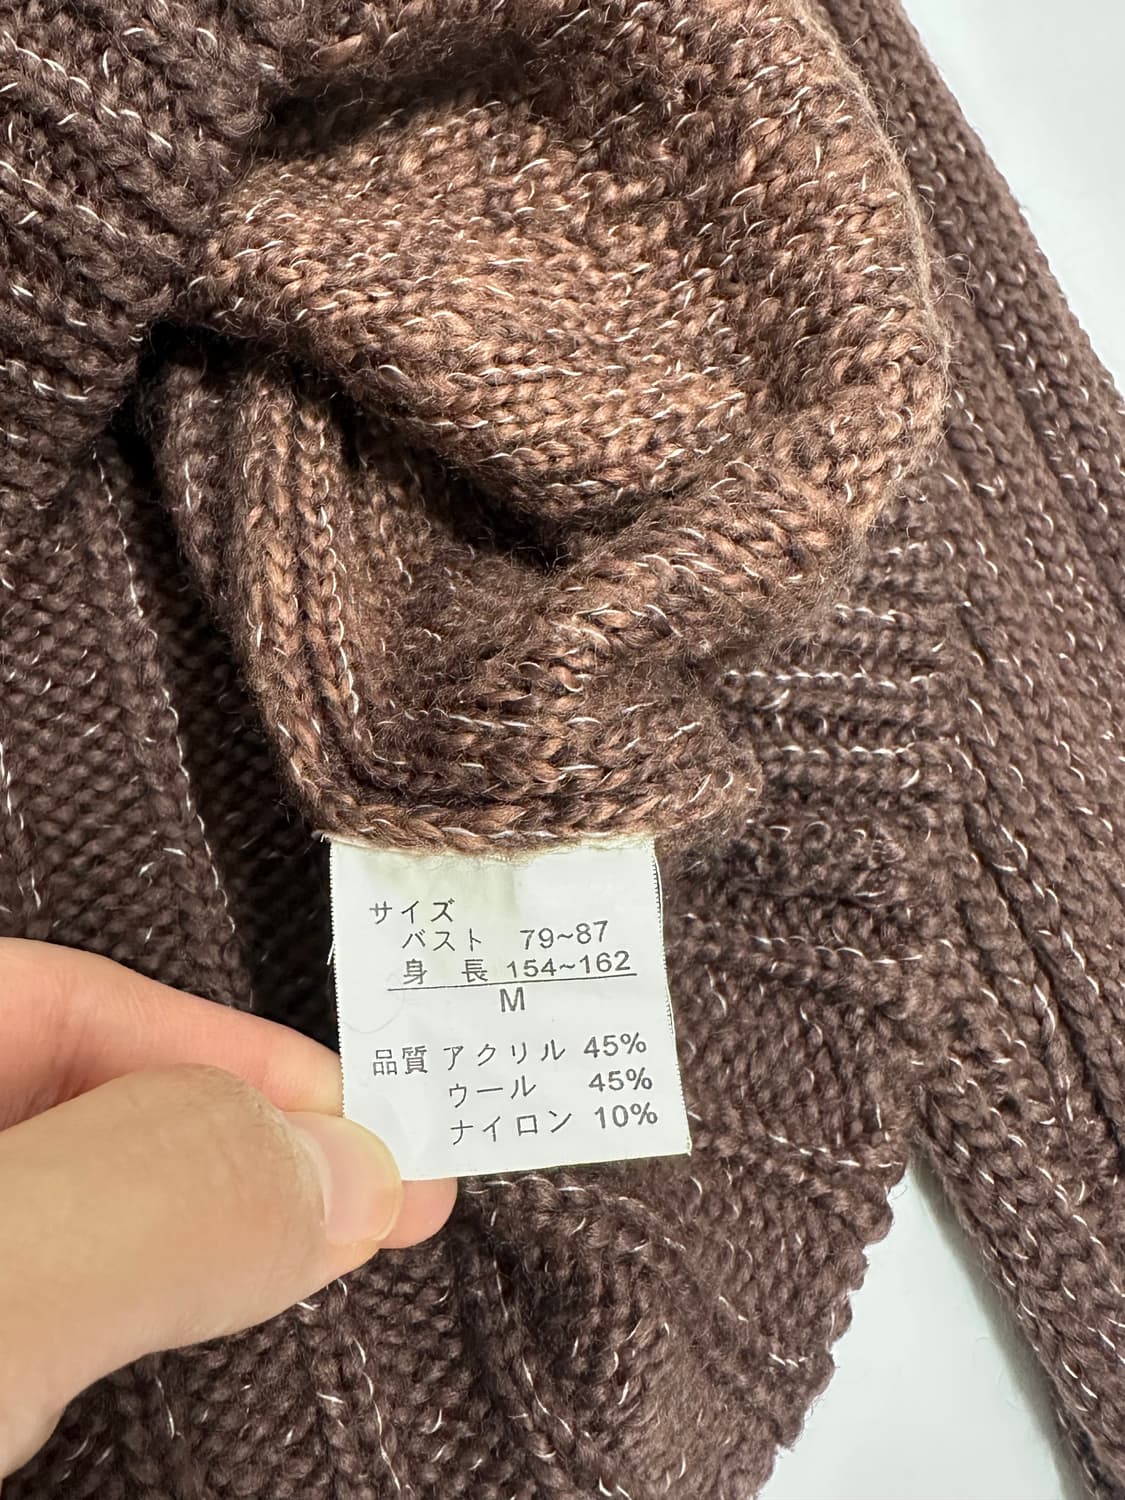 サイズ
バスト 79~87
身長 154~162
M
品質 アクリル 45%
ウール 45%
ナイロン 10%